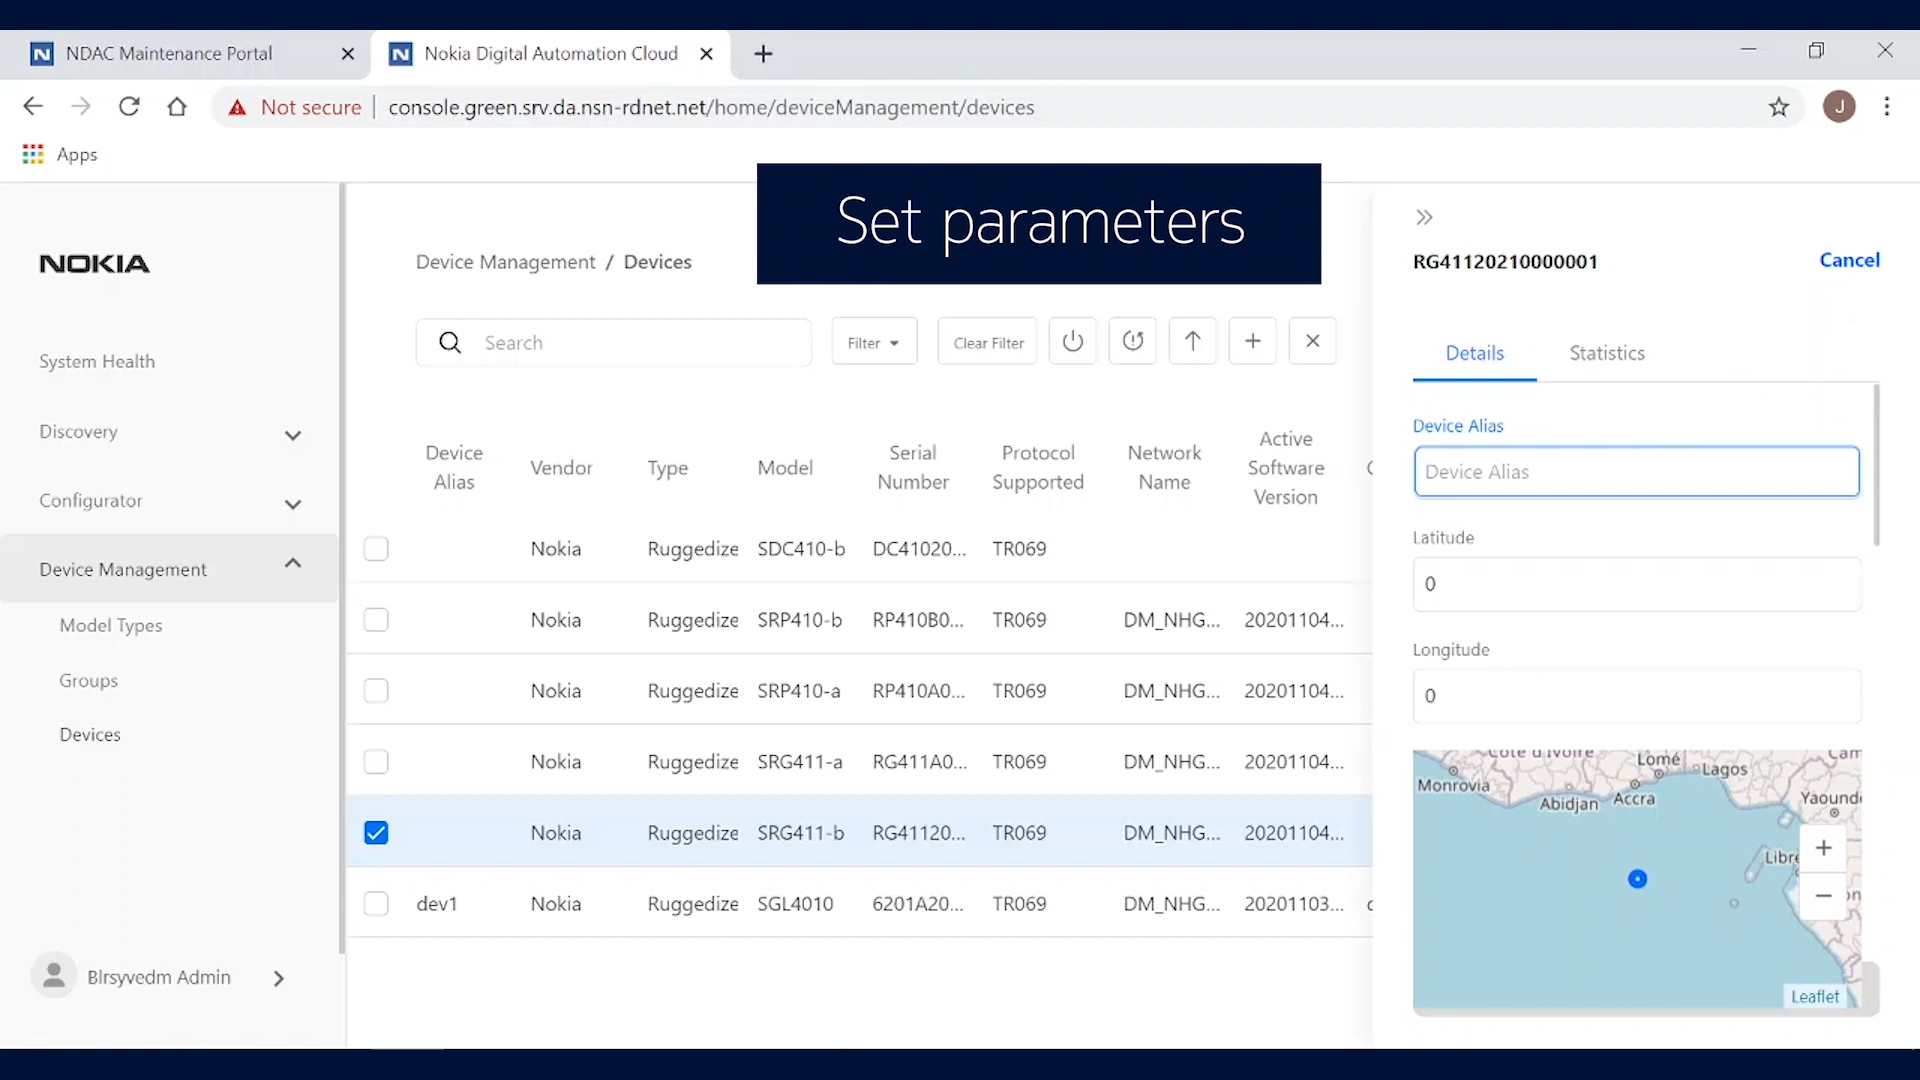 NDAC Maintenance Portal
Nokia Digital Automation Cloud
Not secure
console.green.srv.da.nsn-rdnet.net/home/deviceManagement/devices
J
Apps
Set parameters
NOKIA
System Health
Discovery
Configurator
Device Management
Model Types
Groups
Devices
Blrsyvedm Admin
Device Management / Devices
Search
Filter
Clear Filter
Device Alias Vendor Type Model Serial Number Protocol Supported Network Name Active Software Version
Nokia Ruggedize SDC410-b DC41020... TR069
Nokia Ruggedize SRP410-b RP410B0... TR069 DM_NHG... 20201104...
Nokia Ruggedize SRP410-a RP410A0... TR069 DM_NHG... 20201104...
Nokia Ruggedize SRG411-a RG411A0... TR069 DM_NHG... 20201104...
Nokia Ruggedize SRG411-b RG41120... TR069 DM_NHG... 20201104...
dev1 Nokia Ruggedize SGL4010 6201A20... TR069 DM_NHG... 20201103...
RG41120210000001
Cancel
Details
Statistics
Device Alias
Device Alias
Latitude
0
Longitude
0
Côte d'Ivoire
Lomé
Lagos
Cam
Monrovia
Abidjan
Accra
Yaound
Libre
Leaflet